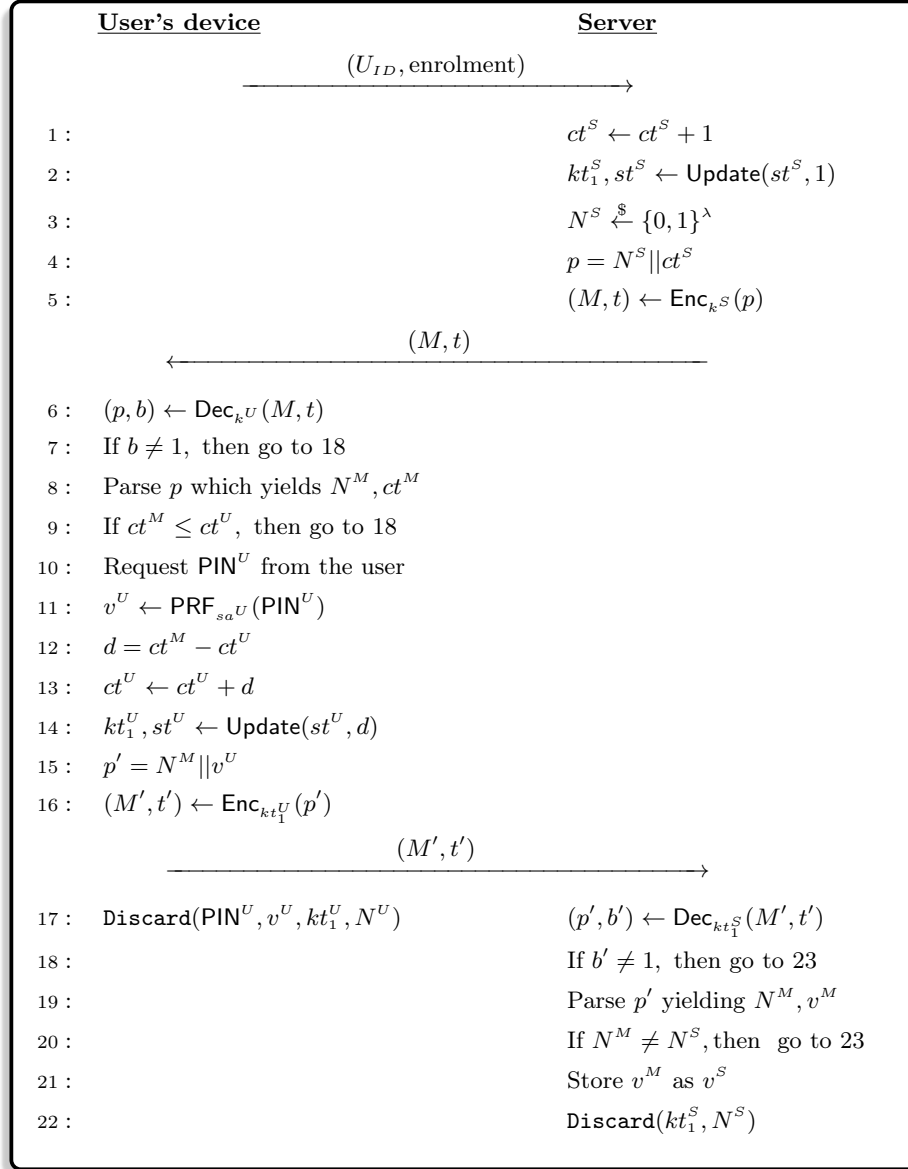 User's device Server
(U_{ID}, enrolment)
1 : ct^S ← ct^S + 1
2 : kt_1^S, st^S ← Update(st^S, 1)
3 : N^S ←$ {0, 1}^λ
4 : p = N^S||ct^S
5 : (M, t) ← Enc_{k^S}(p)
(M, t)
6 : (p, b) ← Dec_{k^U}(M, t)
7 : If b ≠ 1, then go to 18
8 : Parse p which yields N^M, ct^M
9 : If ct^M ≤ ct^U, then go to 18
10 : Request PIN^U from the user
11 : v^U ← PRF_{sa^U}(PIN^U)
12 : d = ct^M − ct^U
13 : ct^U ← ct^U + d
14 : kt_1^U, st^U ← Update(st^U, d)
15 : p′ = N^M||v^U
16 : (M′, t′) ← Enc_{kt_1^U}(p′)
(M′, t′)
17 : Discard(PIN^U, v^U, kt_1^U, N^U) (p′, b′) ← Dec_{kt_1^S}(M′, t′)
18 : If b′ ≠ 1, then go to 23
19 : Parse p′ yielding N^M, v^M
20 : If N^M ≠ N^S, then go to 23
21 : Store v^M as v^S
22 : Discard(kt_1^S, N^S)